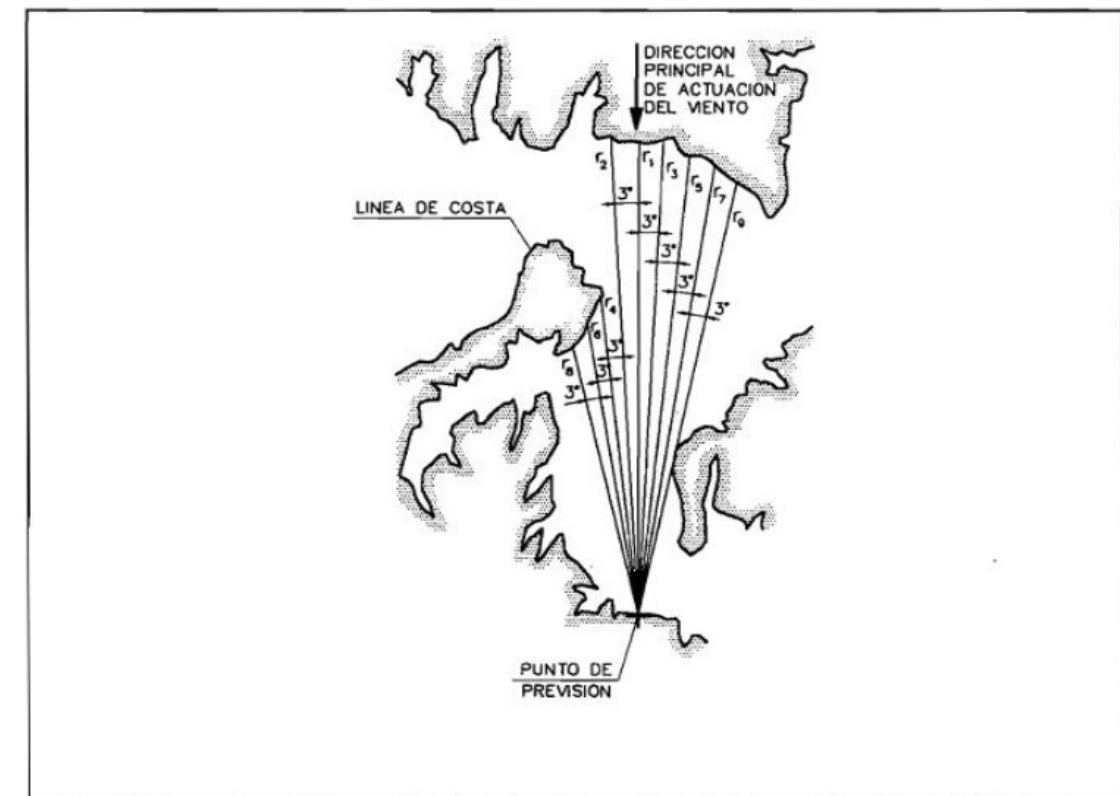 DIRECCION
PRINCIPAL
DE ACTUACION
DEL VIENTO
r₂
r₁
r₃
r₅
r₇
r₉
3°
LINEA DE COSTA
3°
3°
3°
3°
r₄
r₆
3°
r₈
3°
3°
PUNTO DE
PREVISION